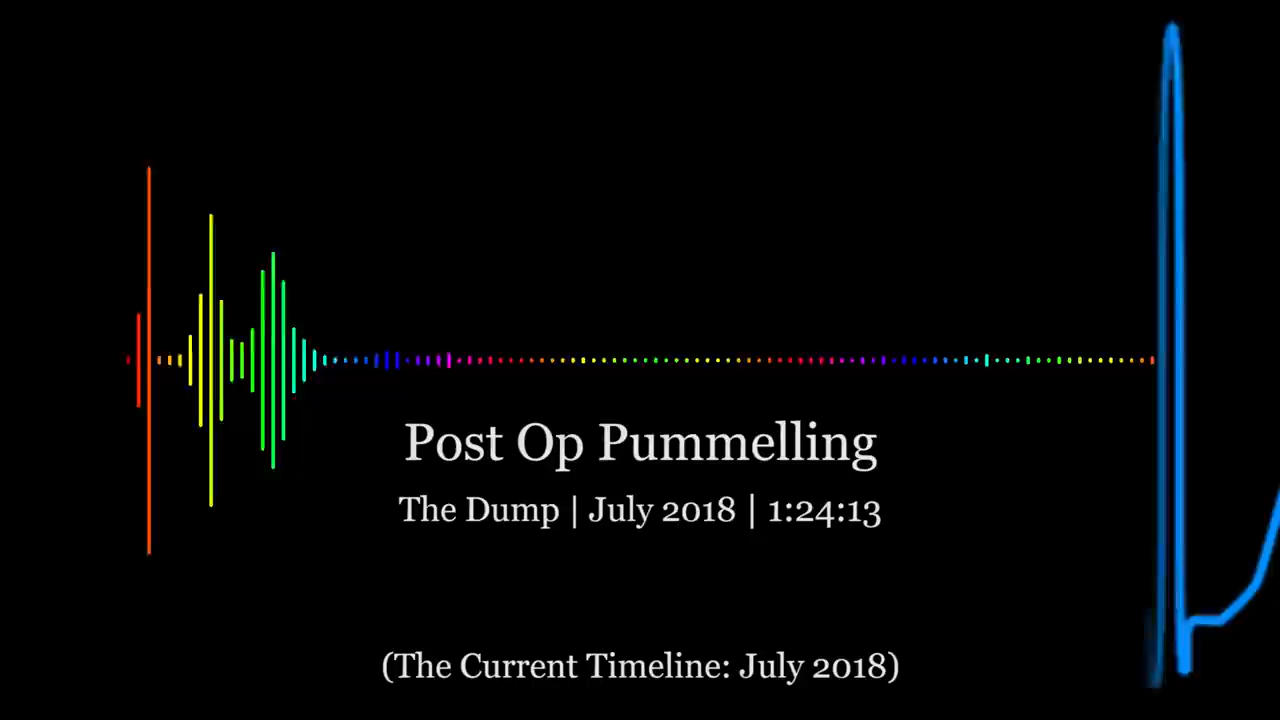 Post Op Pummelling
The Dump | July 2018 | 1:24:13
(The Current Timeline: July 2018)